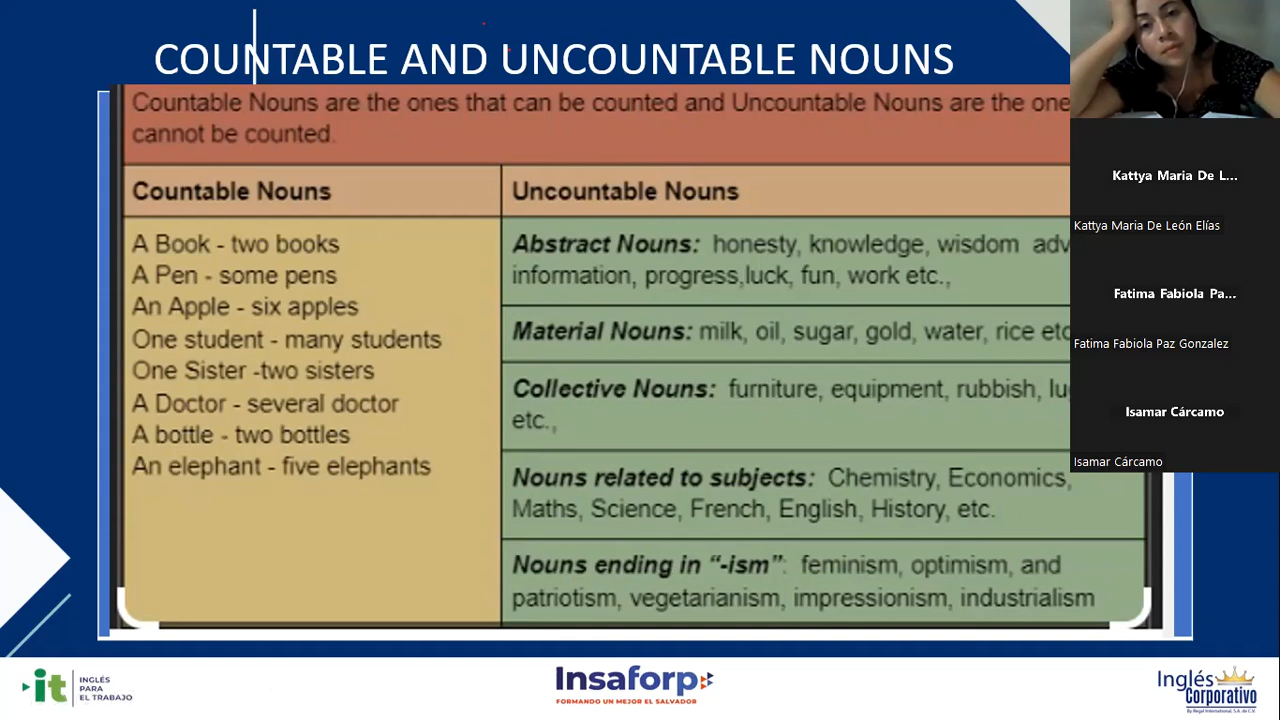 COUNTABLE AND UNCOUNTABLE NOUNS
Countable Nouns are the ones that can be counted and Uncountable Nouns are the
cannot be counted.
Countable Nouns
Uncountable Nouns
A Book - two books
A Pen - some pens
An Apple - six apples
One student - many students
One Sister -two sisters
A Doctor - several doctor
A bottle - two bottles
An elephant - five elephants
Abstract Nouns: honesty, knowledge, wisdom
information, progress,luck, fun, work etc.,
Material Nouns: milk, oil, sugar, gold, water, rice
Collective Nouns: furniture, equipment, rubbish,
etc.,
Nouns related to subjects: Chemistry, Economics,
Maths, Science, French, English, History, etc.
Nouns ending in “-ism”: feminism, optimism, and
patriotism, vegetarianism, impressionism, industrialism
Kattya Maria De L...
Kattya Maria De León Elías
Fatima Fabiola Pa...
Fatima Fabiola Paz Gonzalez
Isamar Cárcamo
Isamar Cárcamo
it
INGLÉS
PARA
EL TRABAJO
Insaforp
FORMANDO UN MEJOR EL SALVADOR
Inglés
Corporativo
By Regal International, S.A. de C.V.